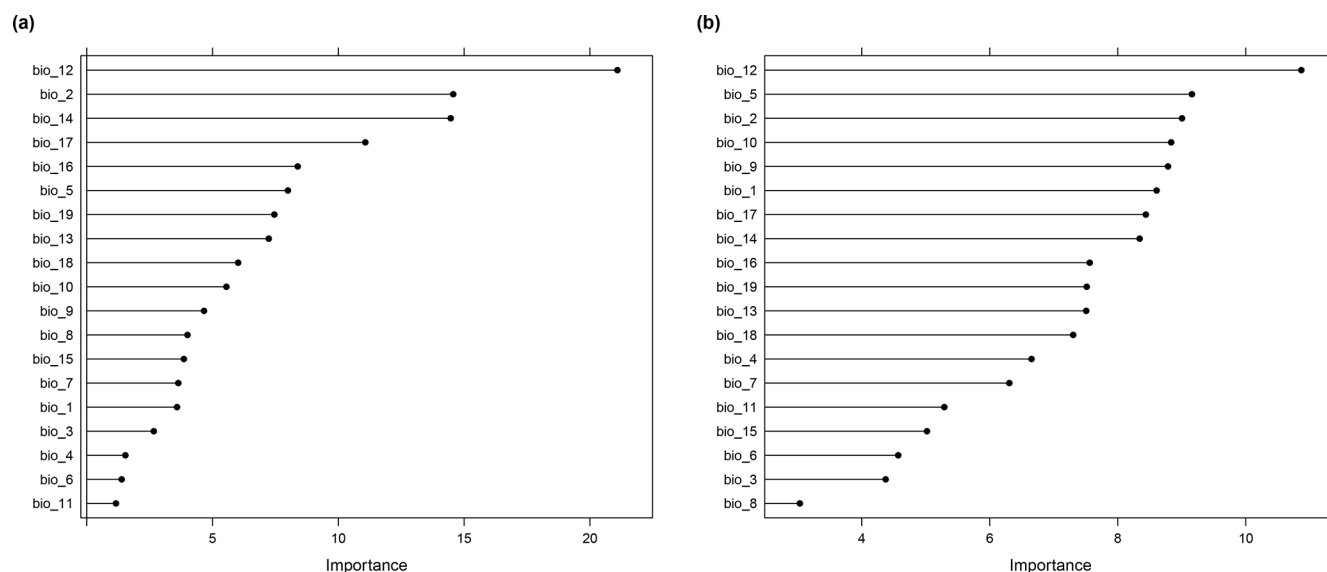 (a)
bio_12
bio_2
bio_14
bio_17
bio_16
bio_5
bio_19
bio_13
bio_18
bio_10
bio_9
bio_8
bio_15
bio_7
bio_1
bio_3
bio_4
bio_6
bio_11
5 10 15 20
Importance
(b)
bio_12
bio_5
bio_2
bio_10
bio_9
bio_1
bio_17
bio_14
bio_16
bio_19
bio_13
bio_18
bio_4
bio_7
bio_11
bio_15
bio_6
bio_3
bio_8
4 6 8 10
Importance